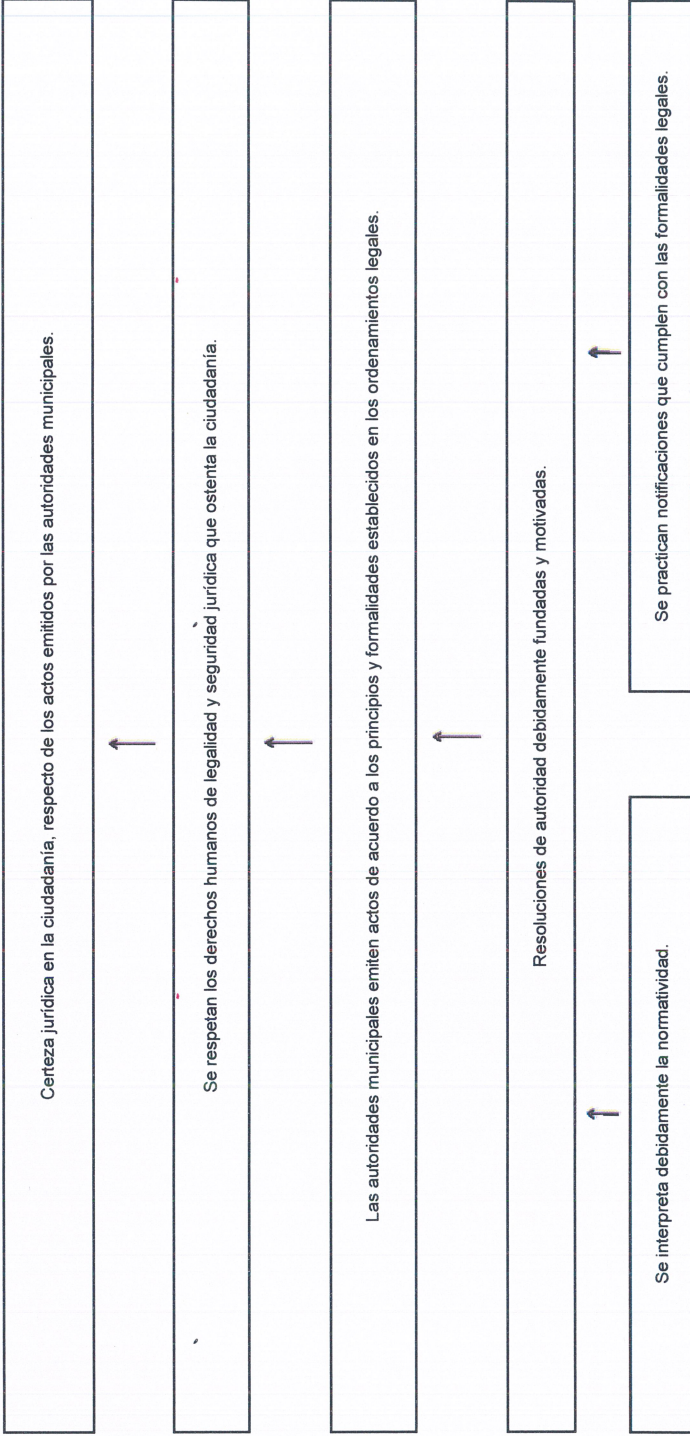 Certeza jurídica en la ciudadanía, respecto de los actos emitidos por las autoridades municipales.
Se respetan los derechos humanos de legalidad y seguridad jurídica que ostenta la ciudadanía.
Las autoridades municipales emiten actos de acuerdo a los principios y formalidades establecidos en los ordenamientos legales.
Resoluciones de autoridad debidamente fundadas y motivadas.
Se interpreta debidamente la normatividad.
Se practican notificaciones que cumplen con las formalidades legales.